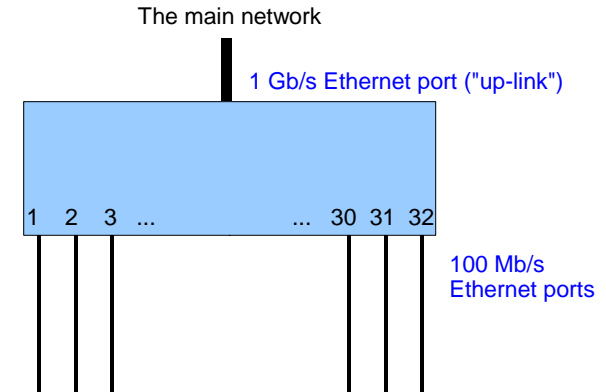 The main network
1 Gb/s Ethernet port ("up-link")
1 2 3 ... ... 30 31 32
100 Mb/s
Ethernet ports